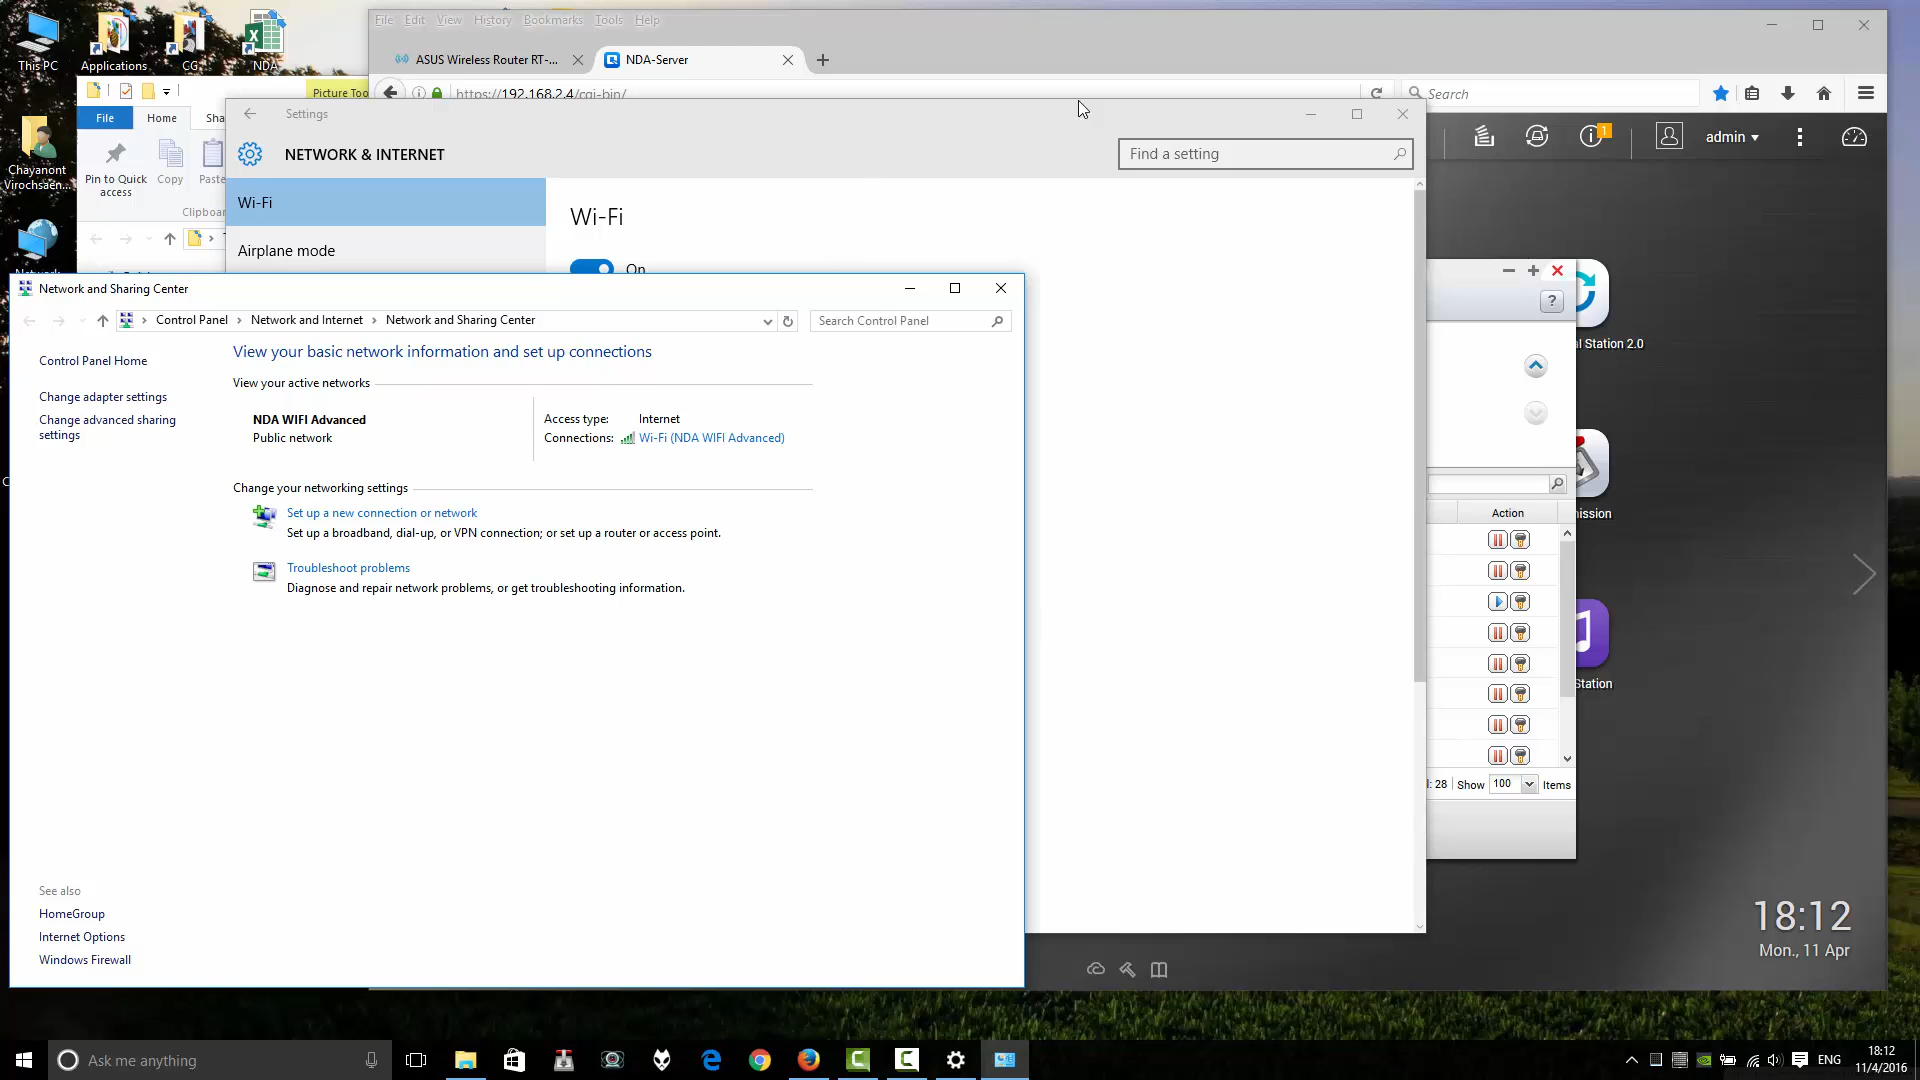 This PC
Applications
CG
NDA
Chayanont
Virochsaen...
File Edit View History Bookmarks Tools Help
ASUS Wireless Router RT-...
NDA-Server
https://192.168.2.4/cgi-bin/
Search
Picture Too
File
Home
Sha
Pin to Quick
access
Copy
Paste
Clipboar
Settings
NETWORK & INTERNET
Find a setting
Wi-Fi
Airplane mode
Wi-Fi
On
1
admin
Network and Sharing Center
Control Panel
Network and Internet
Network and Sharing Center
Search Control Panel
Control Panel Home
Change adapter settings
Change advanced sharing
settings
View your basic network information and set up connections
View your active networks
NDA WIFI Advanced
Public network
Access type: Internet
Connections: Wi-Fi (NDA WIFI Advanced)
Change your networking settings
Set up a new connection or network
Set up a broadband, dial-up, or VPN connection; or set up a router or access point.
Troubleshoot problems
Diagnose and repair network problems, or get troubleshooting information.
See also
HomeGroup
Internet Options
Windows Firewall
?
al Station 2.0
ission
Station
Action
l: 28 Show 100 Items
18:12
Mon., 11 Apr
Ask me anything
ENG
18:12
11/4/2016